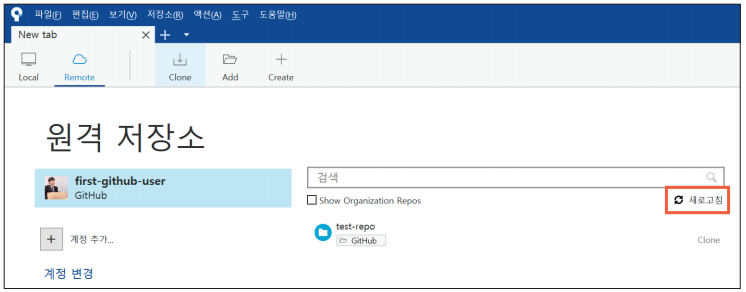 파일(F) 편집(E) 보기(V) 저장소(R) 액션(A) 도구 도움말(H)
New tab
Local Remote Clone Add Create
원격 저장소
first-github-user
GitHub
검색
Show Organization Repos 새로고침
test-repo
GitHub
Clone
계정 추가...
계정 변경